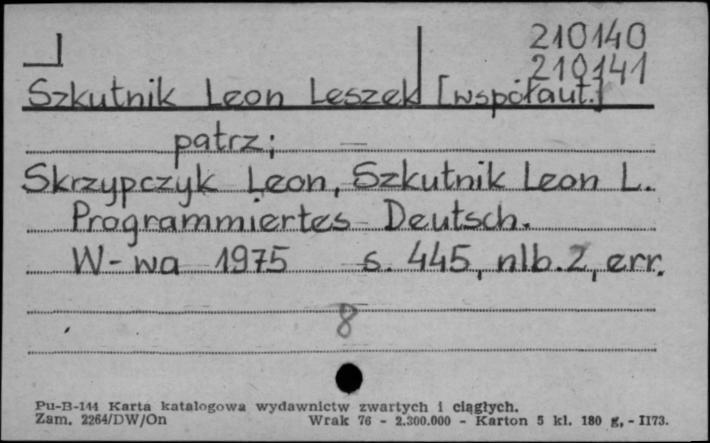 210140
210141
Szkutnik Leon Leszek [współaut.]
patrz;
Skrzypczyk Leon, Szkutnik Leon L.
Programmiertes Deutsch.
W-wa 1975 s. 445, nlb. 2, err.
8
Pu-B-144 Karta katalogowa wydawnictw zwartych i ciągłych.
Zam. 2264/DW/On Wrak 76 - 2.300.000 - Karton 5 kl. 180 g, - II73.